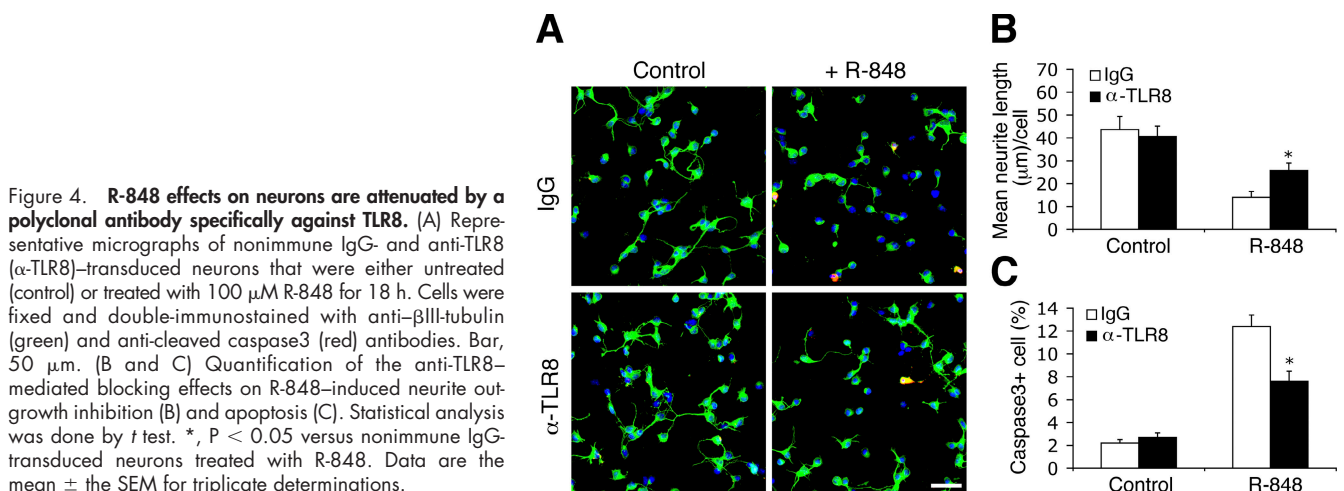 Figure 4. R-848 effects on neurons are attenuated by a
polyclonal antibody specifically against TLR8. (A) Repre-
sentative micrographs of nonimmune IgG- and anti-TLR8
(α-TLR8)–transduced neurons that were either untreated
(control) or treated with 100 μM R-848 for 18 h. Cells were
fixed and double-immunostained with anti–βIII-tubulin
(green) and anti-cleaved caspase3 (red) antibodies. Bar,
50 μm. (B and C) Quantification of the anti-TLR8–
mediated blocking effects on R-848–induced neurite out-
growth inhibition (B) and apoptosis (C). Statistical analysis
was done by t test. *, P < 0.05 versus nonimmune IgG-
transduced neurons treated with R-848. Data are the
mean ± the SEM for triplicate determinations.
A
Control
+ R-848
IgG
α-TLR8
B
Mean neurite length
(μm)/cell
70
60
50
40
30
20
10
0
IgG
α-TLR8
*
Control
R-848
C
Caspase3+ cell (%)
14
12
10
8
6
4
2
0
IgG
α-TLR8
*
Control
R-848